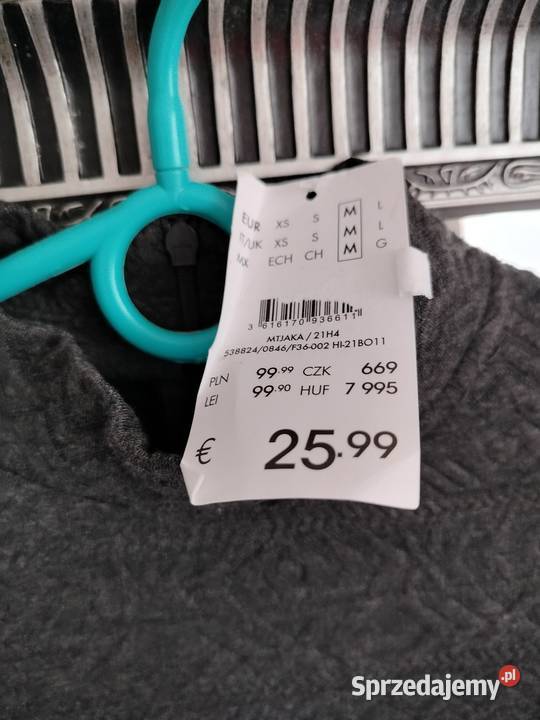 EUR XS S M L
IT/UK XS S M L
MX ECH CH M G
3 616170 936611
MTJAKA / 21H4
538824/0846/F36-002 HI-21BO11
PLN 99.99 CZK 669
LEI 99.90 HUF 7 995
€ 25.99
Sprzedajemy.pl